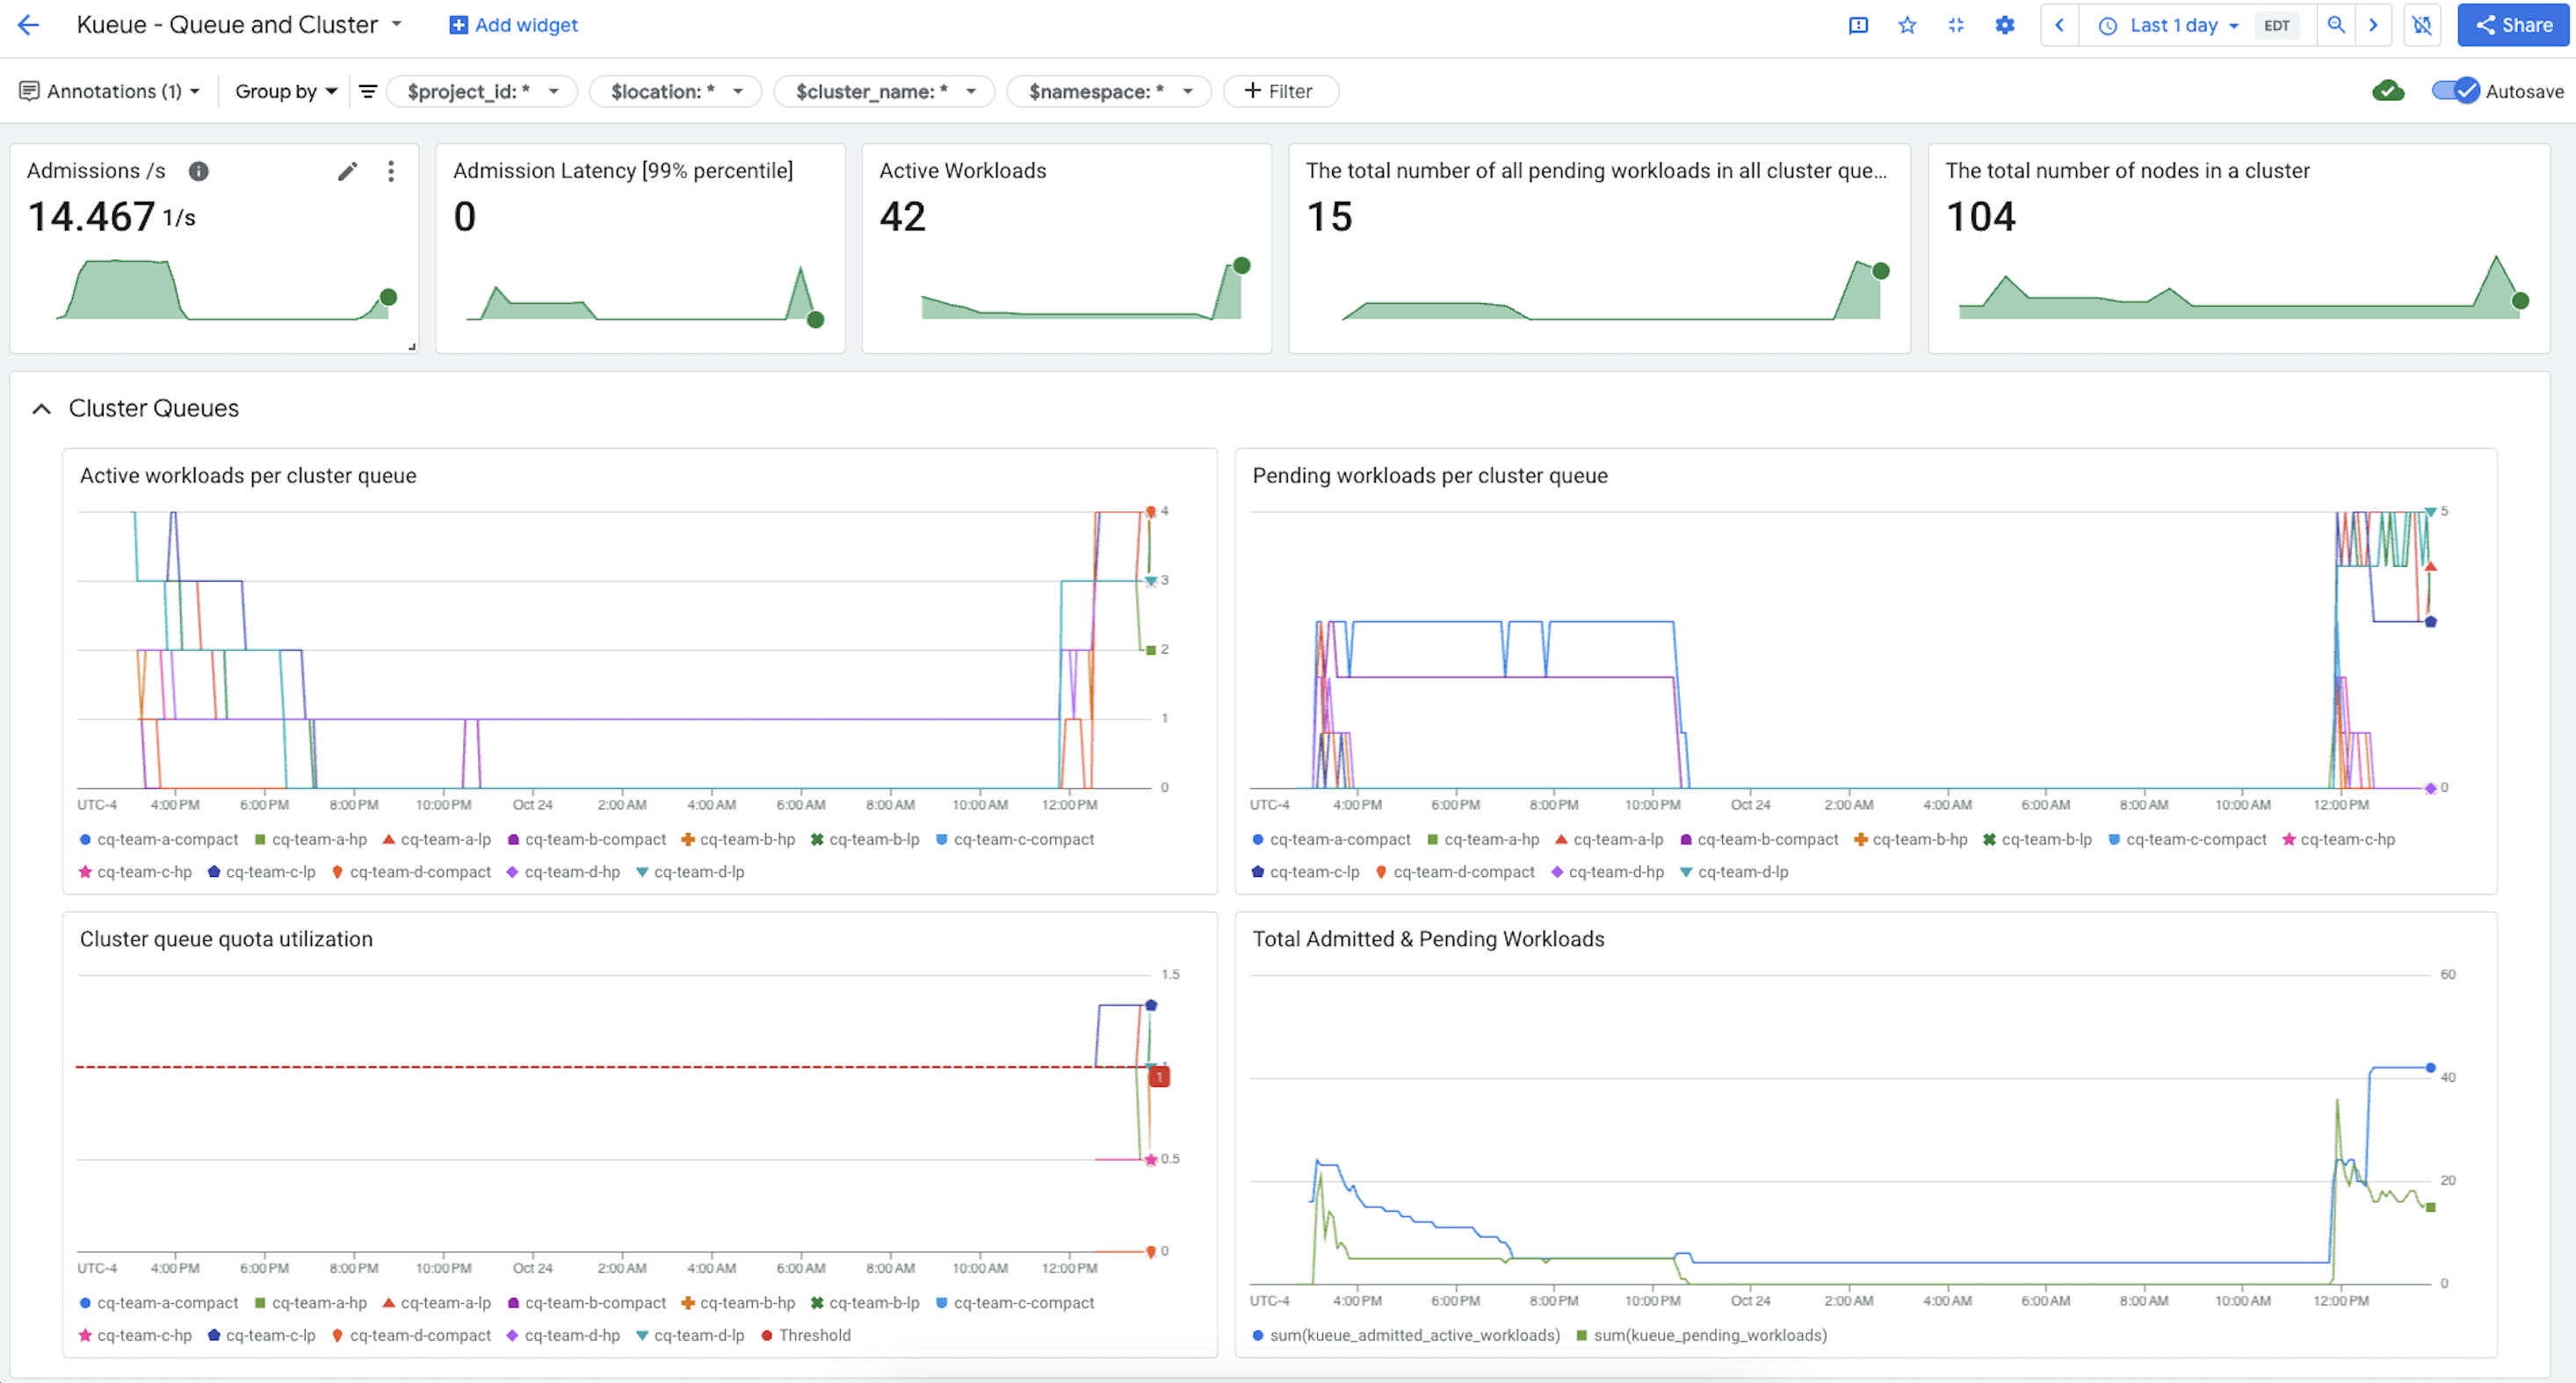 Kueue - Queue and Cluster Add widget Last 1 day EDT Share
Annotations (1) Group by $project_id: * $location: * $cluster_name: * $namespace: * Filter Autosave
Admissions /s
14.467 1/s
Admission Latency [99% percentile]
0
Active Workloads
42
The total number of all pending workloads in all cluster que...
15
The total number of nodes in a cluster
104
Cluster Queues
Active workloads per cluster queue
4
3
2
1
0
UTC-4 4:00 PM 6:00 PM 8:00 PM 10:00 PM Oct 24 2:00 AM 4:00 AM 6:00 AM 8:00 AM 10:00 AM 12:00 PM
cq-team-a-compact cq-team-a-hp cq-team-a-lp cq-team-b-compact cq-team-b-hp cq-team-b-lp cq-team-c-compact
cq-team-c-hp cq-team-c-lp cq-team-d-compact cq-team-d-hp cq-team-d-lp
Pending workloads per cluster queue
5
0
UTC-4 4:00 PM 6:00 PM 8:00 PM 10:00 PM Oct 24 2:00 AM 4:00 AM 6:00 AM 8:00 AM 10:00 AM 12:00 PM
cq-team-a-compact cq-team-a-hp cq-team-a-lp cq-team-b-compact cq-team-b-hp cq-team-b-lp cq-team-c-compact cq-team-c-hp
cq-team-c-lp cq-team-d-compact cq-team-d-hp cq-team-d-lp
Cluster queue quota utilization
1.5
1
1
0.5
0
UTC-4 4:00 PM 6:00 PM 8:00 PM 10:00 PM Oct 24 2:00 AM 4:00 AM 6:00 AM 8:00 AM 10:00 AM 12:00 PM
cq-team-a-compact cq-team-a-hp cq-team-a-lp cq-team-b-compact cq-team-b-hp cq-team-b-lp cq-team-c-compact
cq-team-c-hp cq-team-c-lp cq-team-d-compact cq-team-d-hp cq-team-d-lp Threshold
Total Admitted & Pending Workloads
60
40
20
0
UTC-4 4:00 PM 6:00 PM 8:00 PM 10:00 PM Oct 24 2:00 AM 4:00 AM 6:00 AM 8:00 AM 10:00 AM 12:00 PM
sum(kueue_admitted_active_workloads) sum(kueue_pending_workloads)